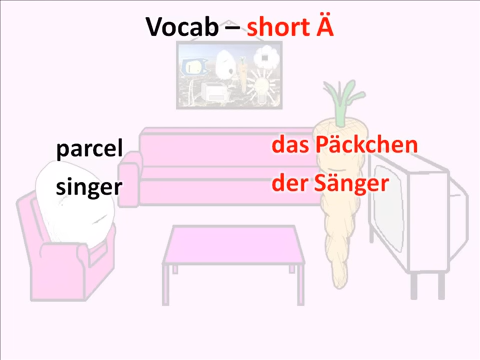 Vocab – short Ä
parcel das Päckchen
singer der Sänger